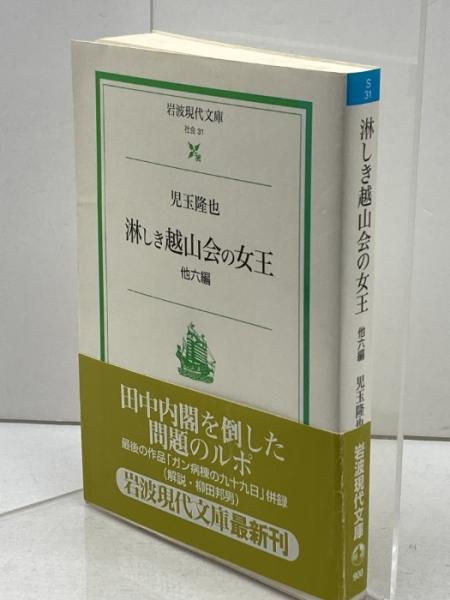 岩波現代文庫
社会 31
児玉隆也
淋しき越山会の女王
他六編
田中内閣を倒した
問題のルポ
最後の作品「ガン病棟の九十九日」併録
(解説・柳田邦男)
岩波現代文庫最新刊
S
31
淋しき越山会の女王
他六編
児玉隆也
岩波現代文庫
900